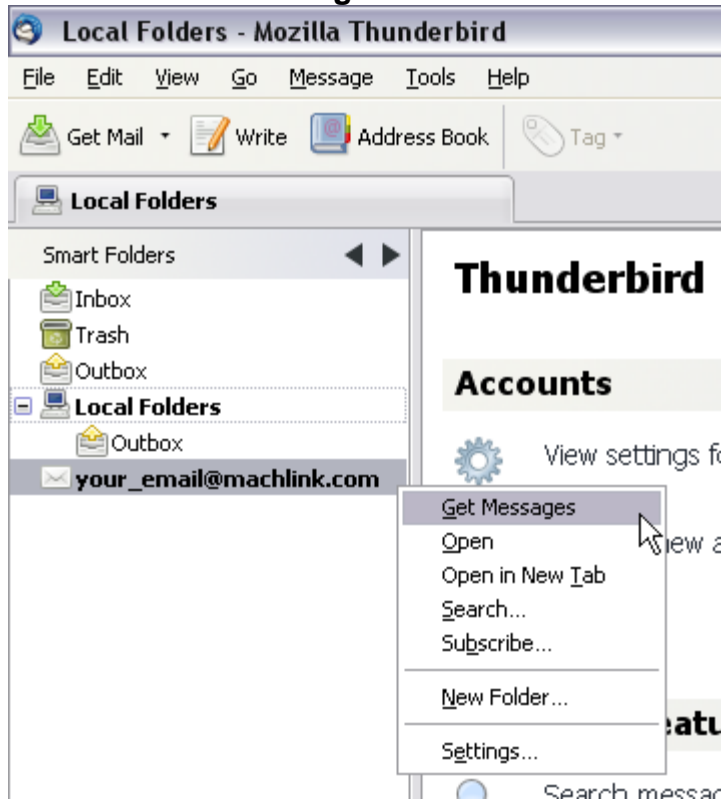 Local Folders - Mozilla Thunderbird
File Edit View Go Message Tools Help
Get Mail Write Address Book Tag
Local Folders
Smart Folders
Inbox
Trash
Outbox
Local Folders
Outbox
your_email@machlink.com
Thunderbird
Accounts
View settings
Get Messages
Open
Open in New Tab
Search...
Subscribe...
New Folder...
Settings...
Search